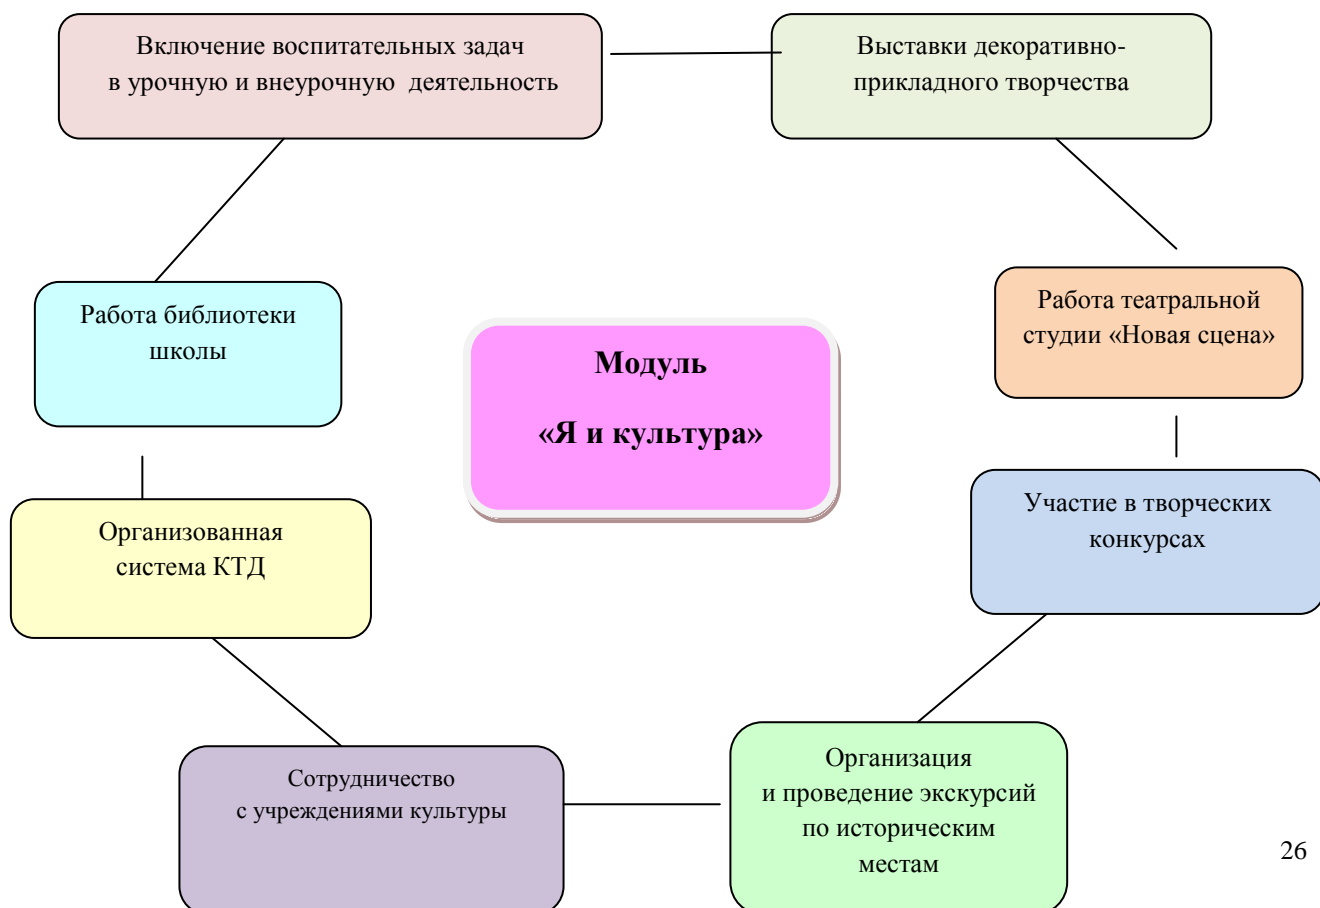 Включение воспитательных задач
в урочную и внеурочную деятельность
Выставки декоративно-
прикладного творчества
Работа библиотеки
школы
Модуль
«Я и культура»
Работа театральной
студии «Новая сцена»
Организованная
система КТД
Участие в творческих
конкурсах
Сотрудничество
с учреждениями культуры
Организация
и проведение экскурсий
по историческим
местам
26